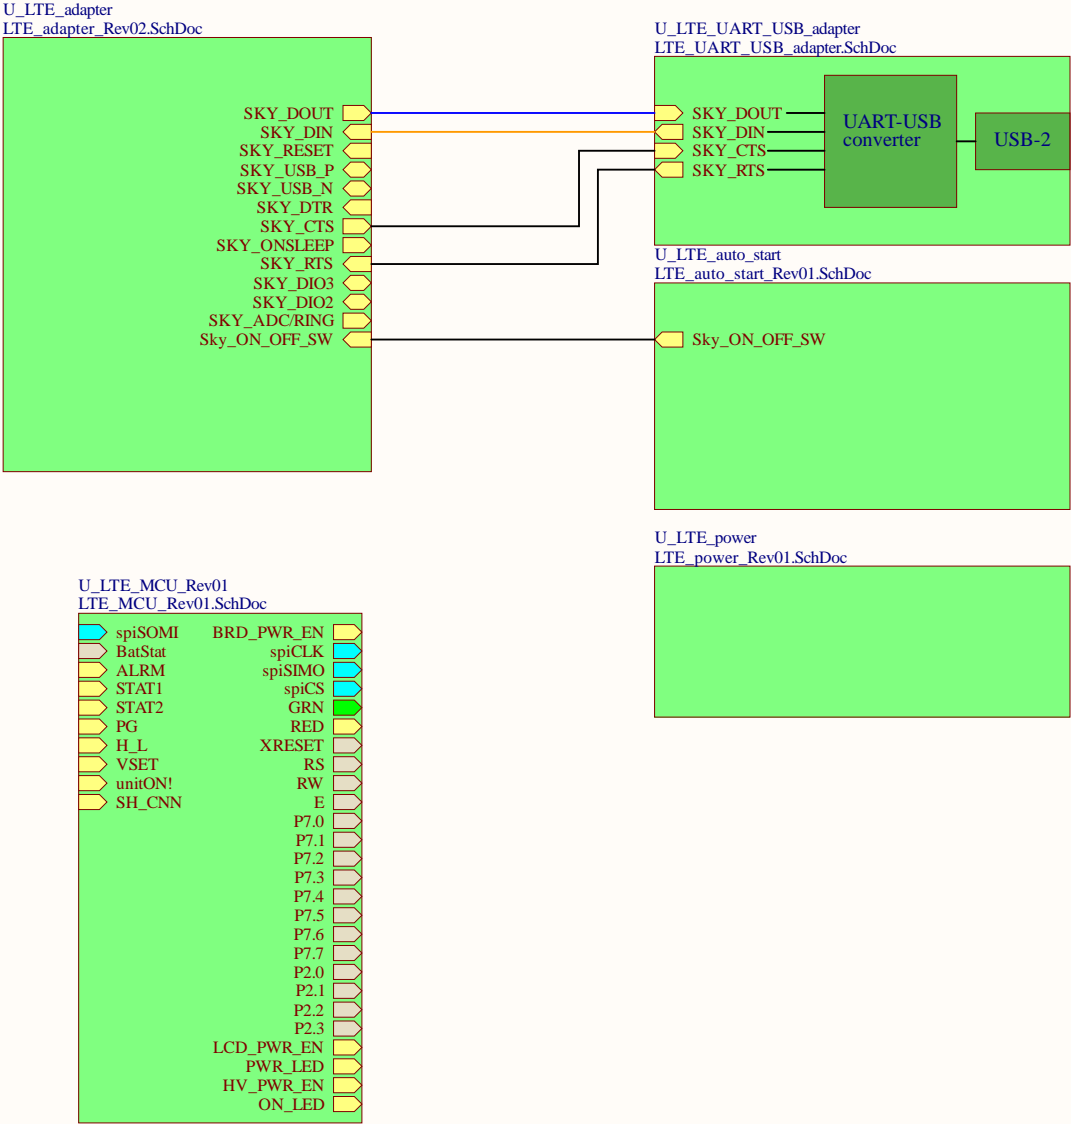 U_LTE_adapter
LTE_adapter_Rev02.SchDoc
SKY_DOUT
SKY_DIN
SKY_RESET
SKY_USB_P
SKY_USB_N
SKY_DTR
SKY_CTS
SKY_ONSLEEP
SKY_RTS
SKY_DIO3
SKY_DIO2
SKY_ADC/RING
Sky_ON_OFF_SW
U_LTE_UART_USB_adapter
LTE_UART_USB_adapter.SchDoc
SKY_DOUT
SKY_DIN
SKY_CTS
SKY_RTS
UART-USB
converter
USB-2
U_LTE_auto_start
LTE_auto_start_Rev01.SchDoc
Sky_ON_OFF_SW
U_LTE_power
LTE_power_Rev01.SchDoc
U_LTE_MCU_Rev01
LTE_MCU_Rev01.SchDoc
spiSOMI
BatStat
ALRM
STAT1
STAT2
PG
H_L
VSET
unitON!
SH_CNN
BRD_PWR_EN
spiCLK
spiSIMO
spiCS
GRN
RED
XRESET
RS
RW
E
P7.0
P7.1
P7.2
P7.3
P7.4
P7.5
P7.6
P7.7
P2.0
P2.1
P2.2
P2.3
LCD_PWR_EN
PWR_LED
HV_PWR_EN
ON_LED